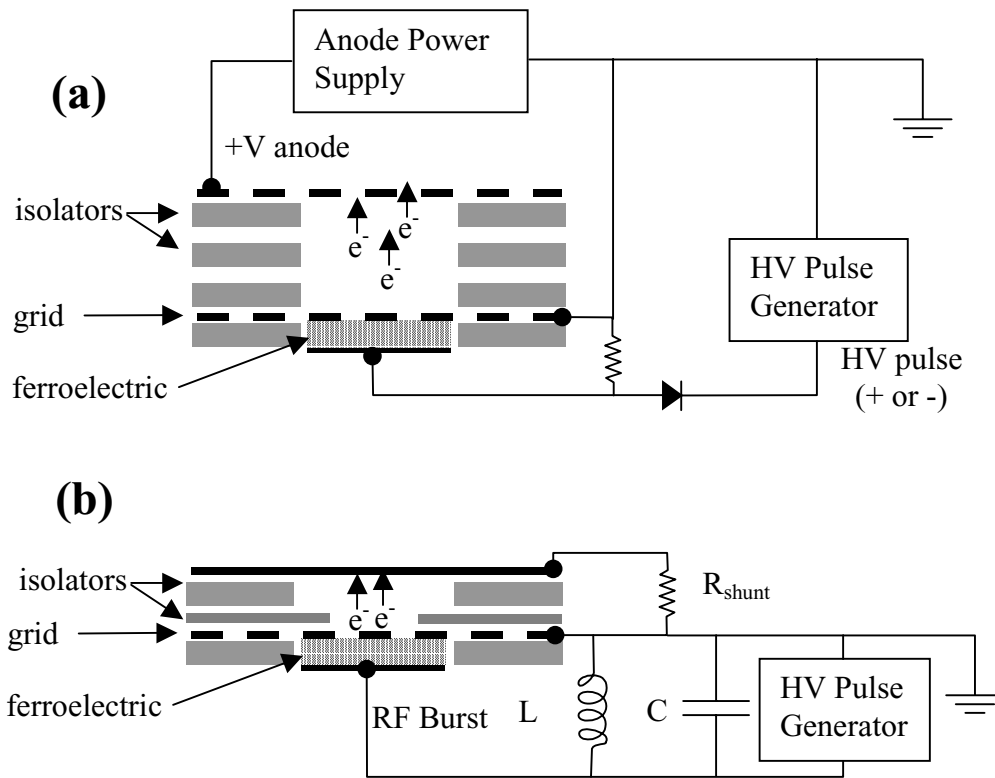 Anode Power
Supply
(a)
+V anode
isolators
e-
e-
e-
grid
HV Pulse
Generator
ferroelectric
HV pulse
(+ or -)
(b)
isolators
Rshunt
e- e-
grid
ferroelectric
RF Burst
L
C
HV Pulse
Generator